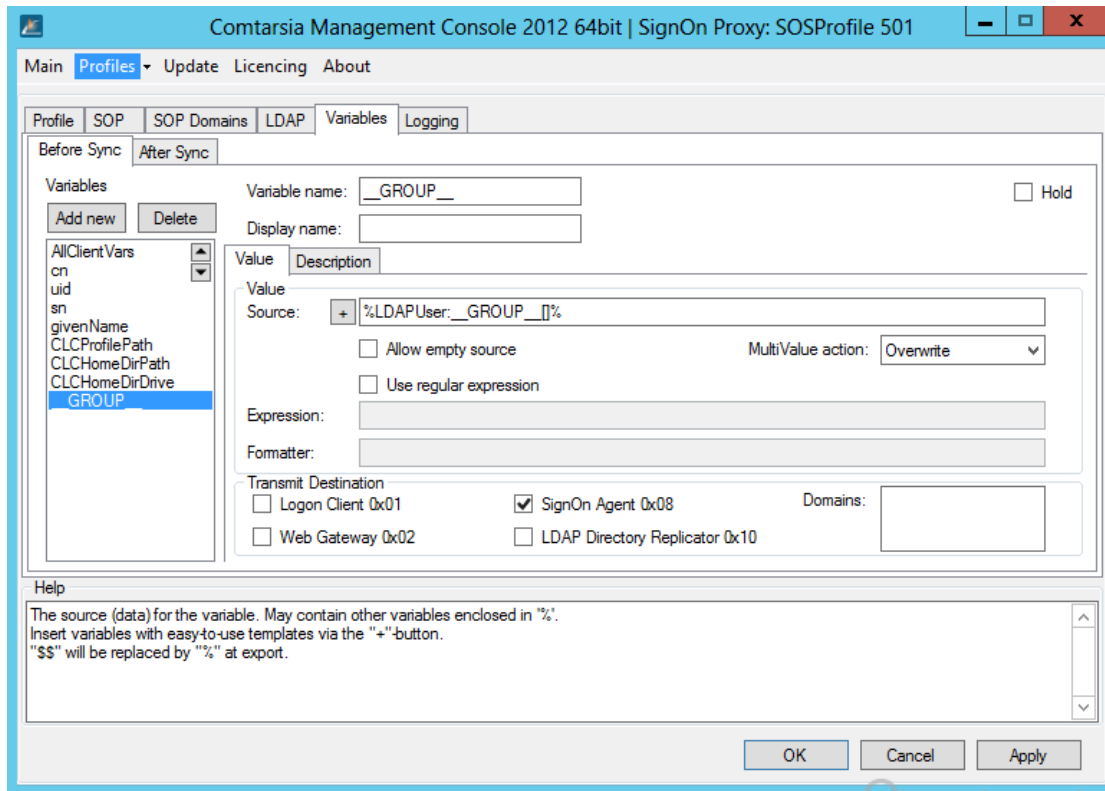 Comtarsia Management Console 2012 64bit | SignOn Proxy: SOSProfile 501
Main Profiles Update Licencing About
Profile SOP SOP Domains LDAP Variables Logging
Before Sync After Sync
Variables
Add new Delete
AllClientVars
cn
uid
sn
givenName
CLCProfilePath
CLCHomeDirPath
CLCHomeDirDrive
__GROUP__
Variable name: __GROUP__
Hold
Display name:
Value Description
Value
Source: + %LDAPUser:__GROUP__[]%
Allow empty source
MultiValue action: Overwrite
Use regular expression
Expression:
Formatter:
Transmit Destination
Logon Client 0x01 SignOn Agent 0x08 Domains:
Web Gateway 0x02 LDAP Directory Replicator 0x10
Help
The source (data) for the variable. May contain other variables enclosed in '%'.
Insert variables with easy-to-use templates via the "+"-button.
"$$" will be replaced by "%" at export.
OK Cancel Apply